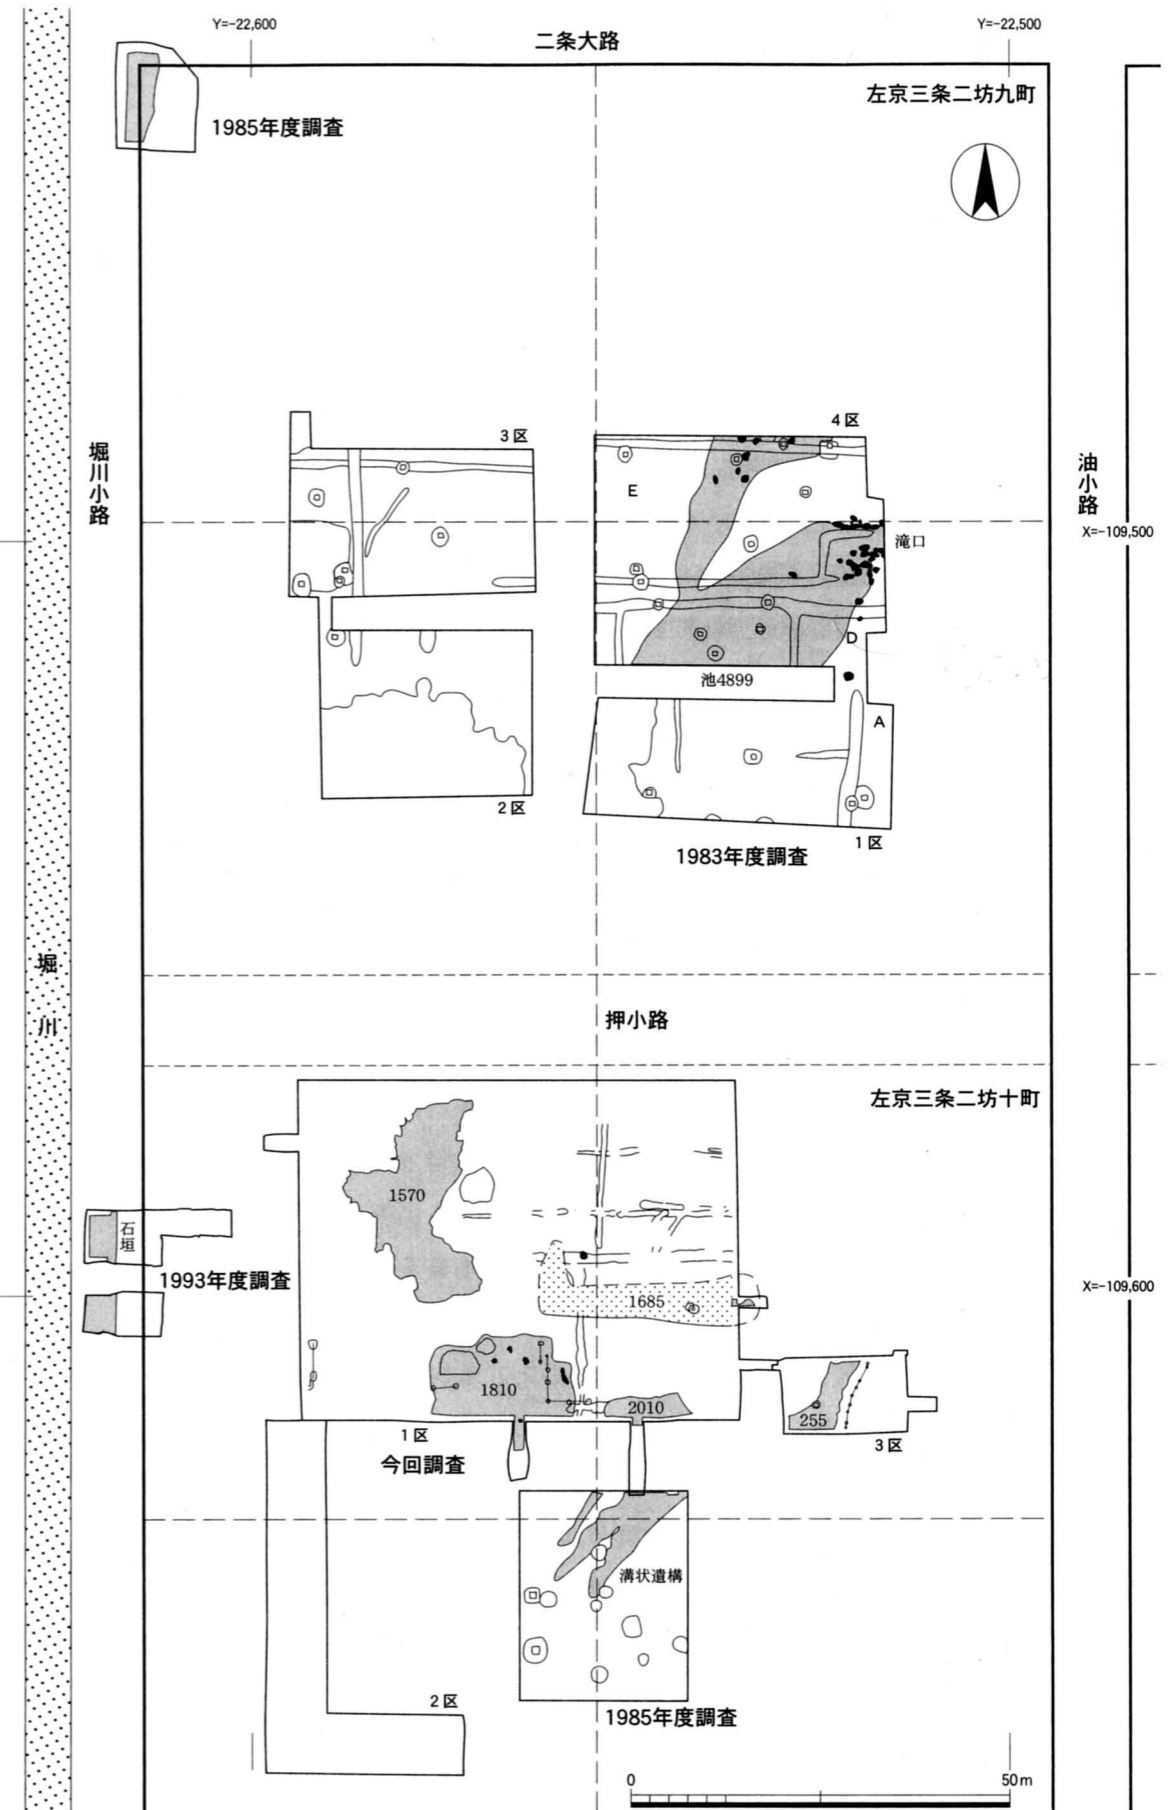 Y=-22,600
Y=-22,500
二条大路
左京三条二坊九町
1985年度調査
堀川小路
3区
4区
E
油小路
X=-109,500
滝口
D
池4899
A
2区
1区
1983年度調査
堀川
押小路
左京三条二坊十町
1570
石垣
1993年度調査
1685
X=-109,600
1810
2010
255
1区
3区
今回調査
溝状遺構
2区
1985年度調査
0
50m